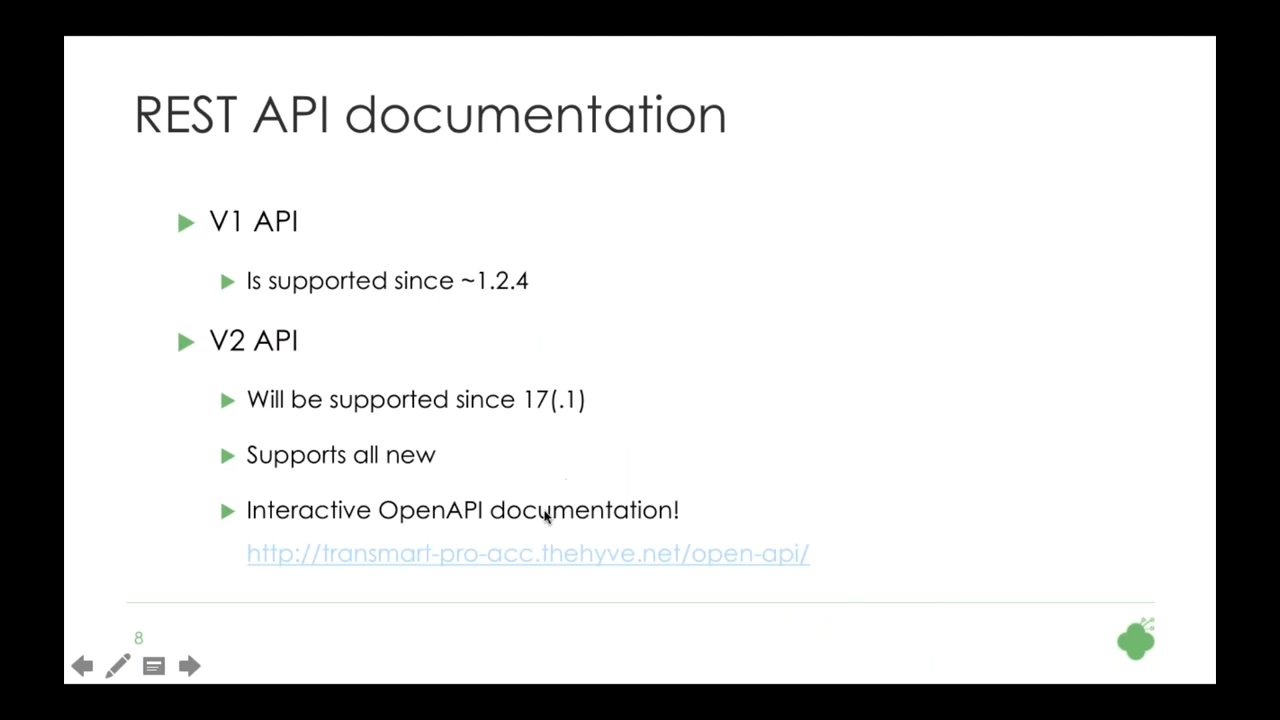 REST API documentation
V1 API
Is supported since ~1.2.4
V2 API
Will be supported since 17(.1)
Supports all new
Interactive OpenAPI documentation!
http://transmart-pro-acc.thehyve.net/open-api/
8